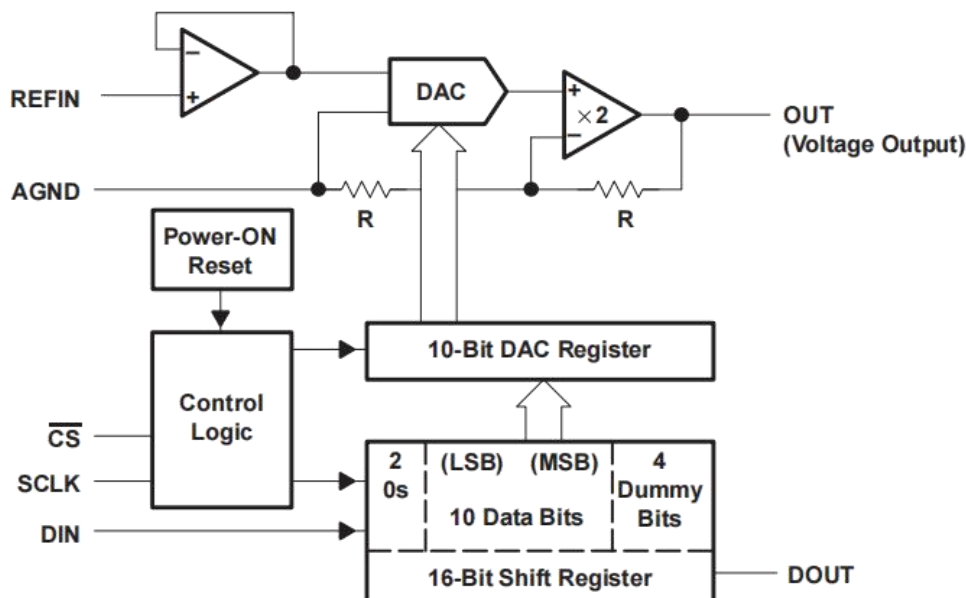 REFIN
−
+
DAC
+
× 2
−
OUT
(Voltage Output)
AGND
R
R
Power-ON
Reset
10-Bit DAC Register
Control
Logic
CS
SCLK
DIN
2
0s
(LSB) (MSB)
10 Data Bits
4
Dummy
Bits
16-Bit Shift Register
DOUT